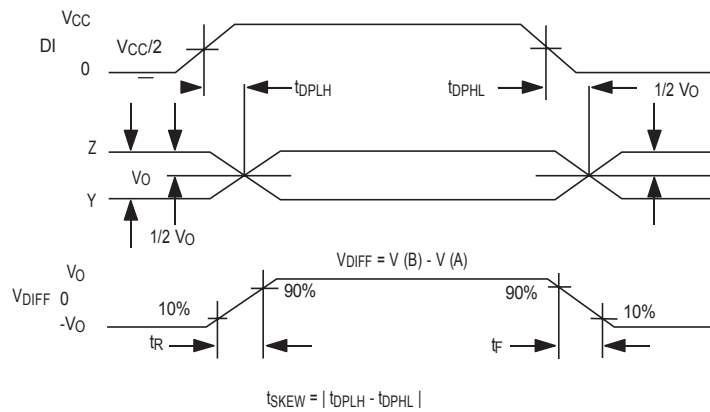 VCC
DI VCC/2
0
tDPLH
tDPHL
1/2 VO
Z
VO
Y
1/2 VO
VDIFF = V (B) - V (A)
VO
VDIFF 0
-VO
10%
90%
90%
10%
tR
tF
tSKEW = | tDPLH - tDPHL |